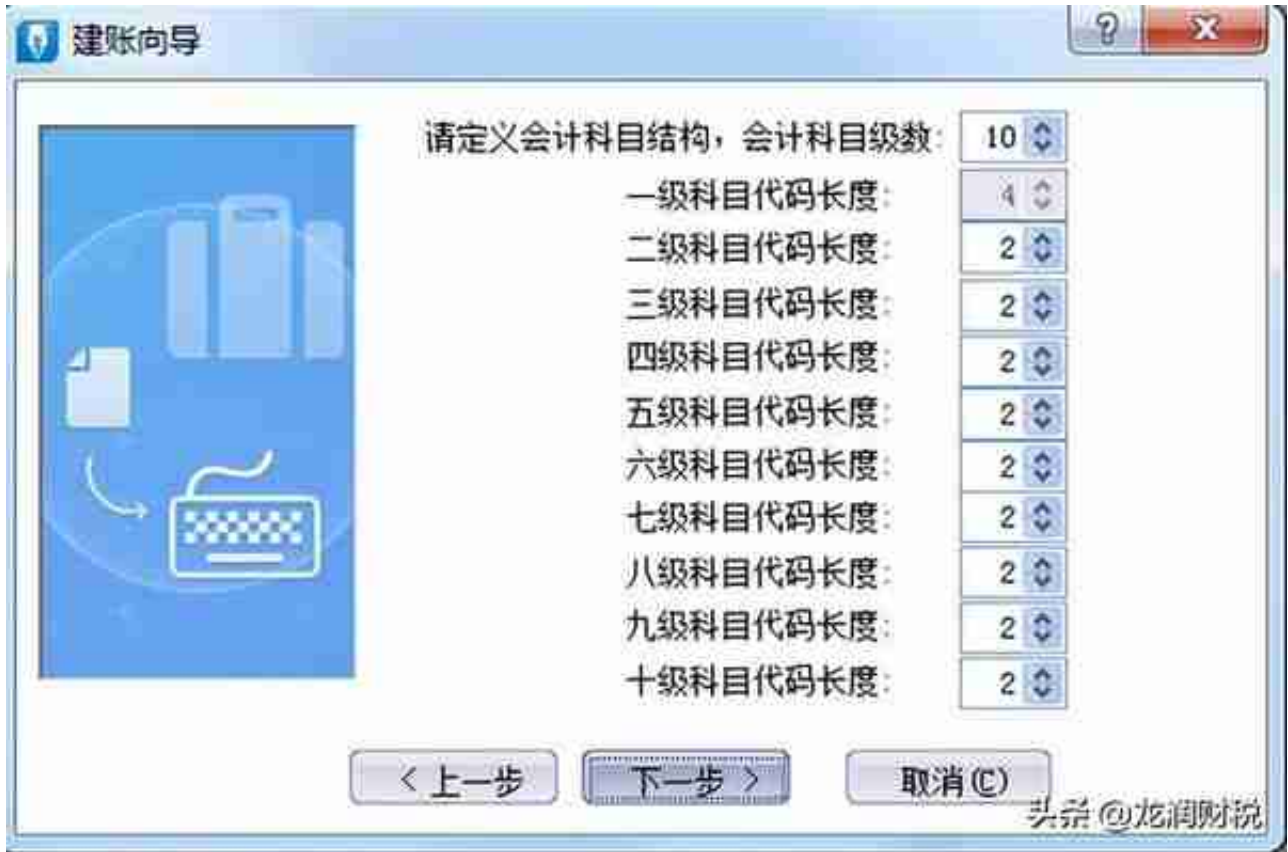 建账向导
请定义会计科目结构，会计科目级数： 10
一级科目代码长度： 4
二级科目代码长度： 2
三级科目代码长度： 2
四级科目代码长度： 2
五级科目代码长度： 2
六级科目代码长度： 2
七级科目代码长度： 2
八级科目代码长度： 2
九级科目代码长度： 2
十级科目代码长度： 2
< 上一步 下一步 > 取消(C)
头条 @龙润财税